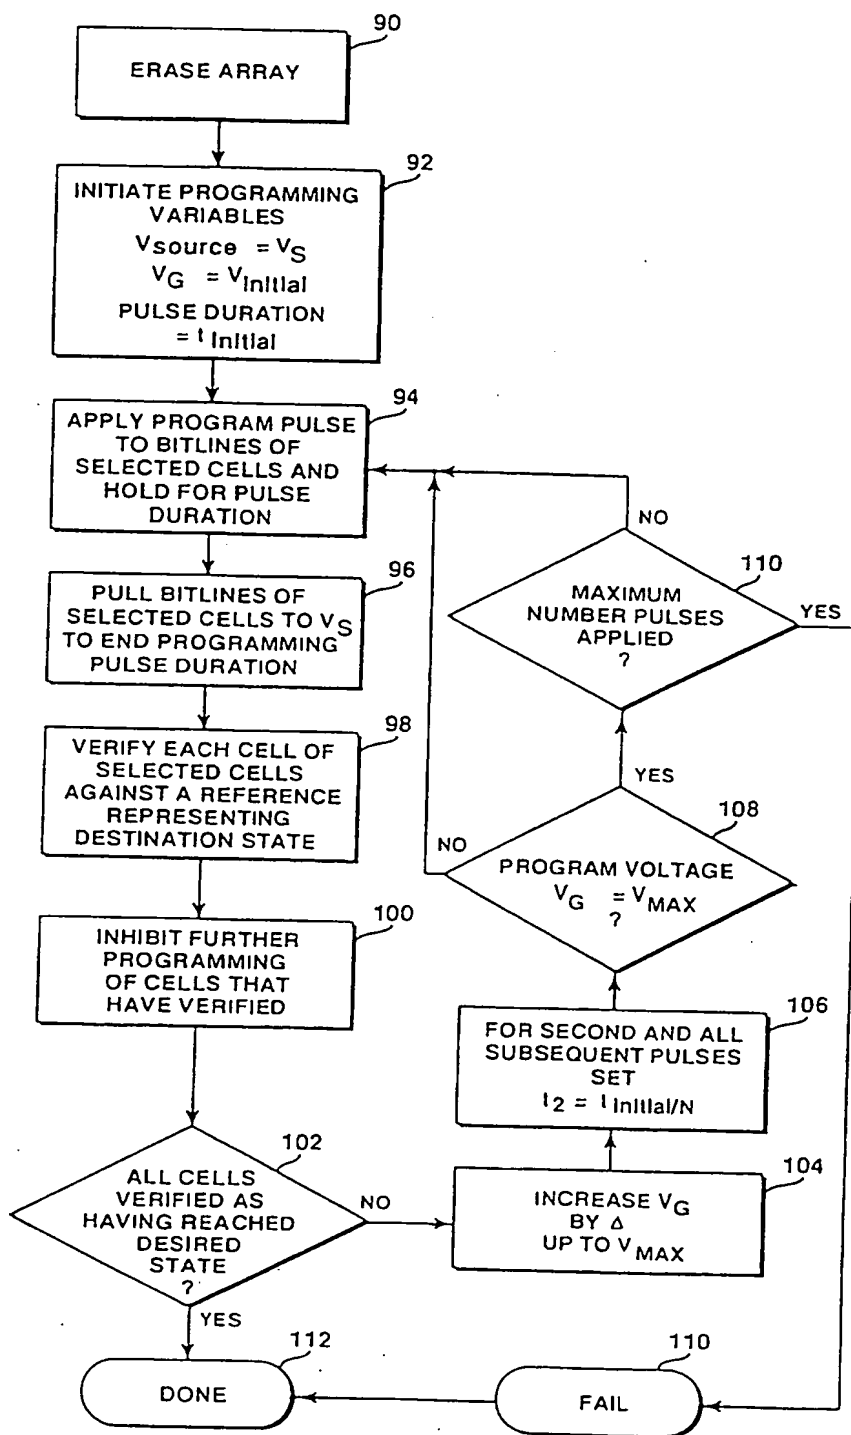 90
ERASE ARRAY
92
INITIATE PROGRAMMING
VARIABLES
Vsource = VS
VG = VInitial
PULSE DURATION
= t Initial
94
APPLY PROGRAM PULSE
TO BITLINES OF
SELECTED CELLS AND
HOLD FOR PULSE
DURATION
96
PULL BITLINES OF
SELECTED CELLS TO VS
TO END PROGRAMMING
PULSE DURATION
98
VERIFY EACH CELL OF
SELECTED CELLS
AGAINST A REFERENCE
REPRESENTING
DESTINATION STATE
100
INHIBIT FURTHER
PROGRAMMING
OF CELLS THAT
HAVE VERIFIED
102
ALL CELLS
VERIFIED AS
HAVING REACHED
DESIRED
STATE
?
NO
YES
104
INCREASE VG
BY Δ
UP TO VMAX
106
FOR SECOND AND ALL
SUBSEQUENT PULSES
SET
t2 = t Initial/N
108
PROGRAM VOLTAGE
VG = VMAX
?
NO
YES
110
MAXIMUM
NUMBER PULSES
APPLIED
?
NO
YES
112
DONE
110
FAIL